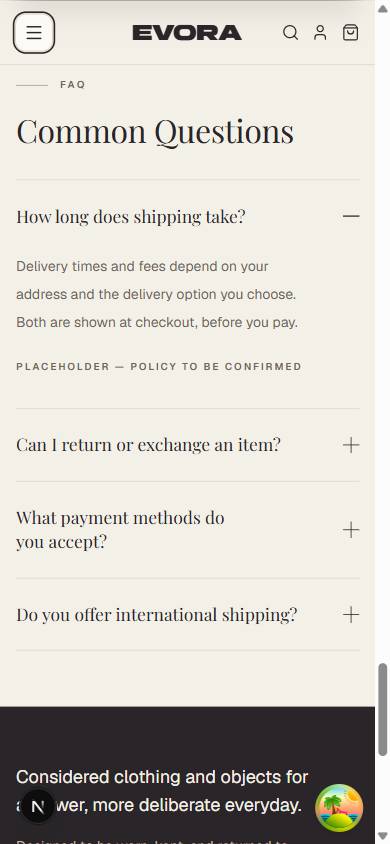 EVORA
FAQ
Common Questions
How long does shipping take?
Delivery times and fees depend on your
address and the delivery option you choose.
Both are shown at checkout, before you pay.
PLACEHOLDER — POLICY TO BE CONFIRMED
Can I return or exchange an item?
What payment methods do
you accept?
Do you offer international shipping?
Considered clothing and objects for
N
wer, more deliberate everyday.